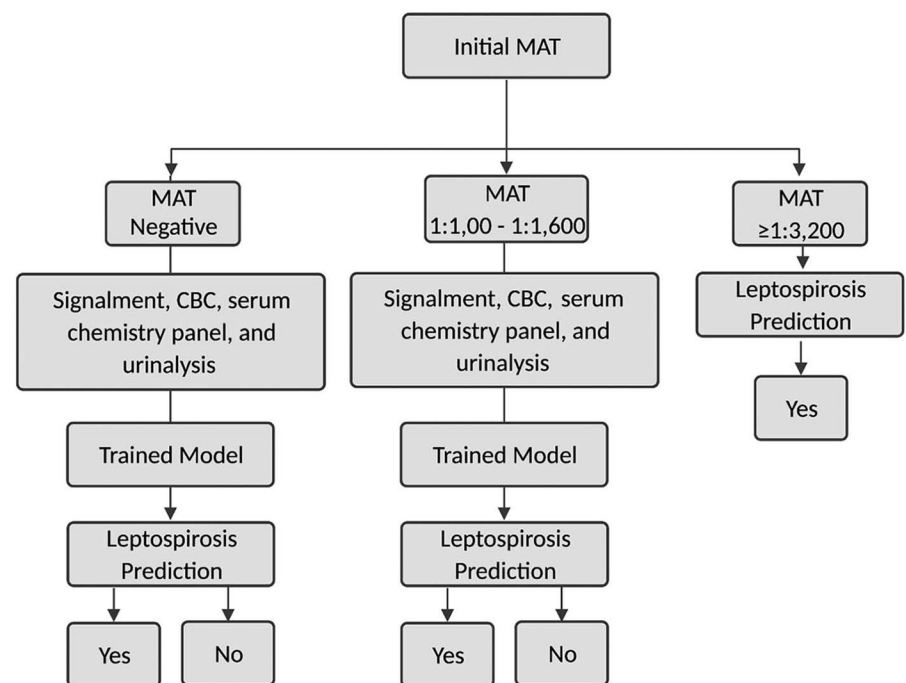 Initial MAT
MAT
Negative
MAT
1:1,00 - 1:1,600
MAT
≥1:3,200
Signalment, CBC, serum
chemistry panel, and
urinalysis
Signalment, CBC, serum
chemistry panel, and
urinalysis
Leptospirosis
Prediction
Yes
Trained Model
Trained Model
Leptospirosis
Prediction
Leptospirosis
Prediction
Yes
No
Yes
No